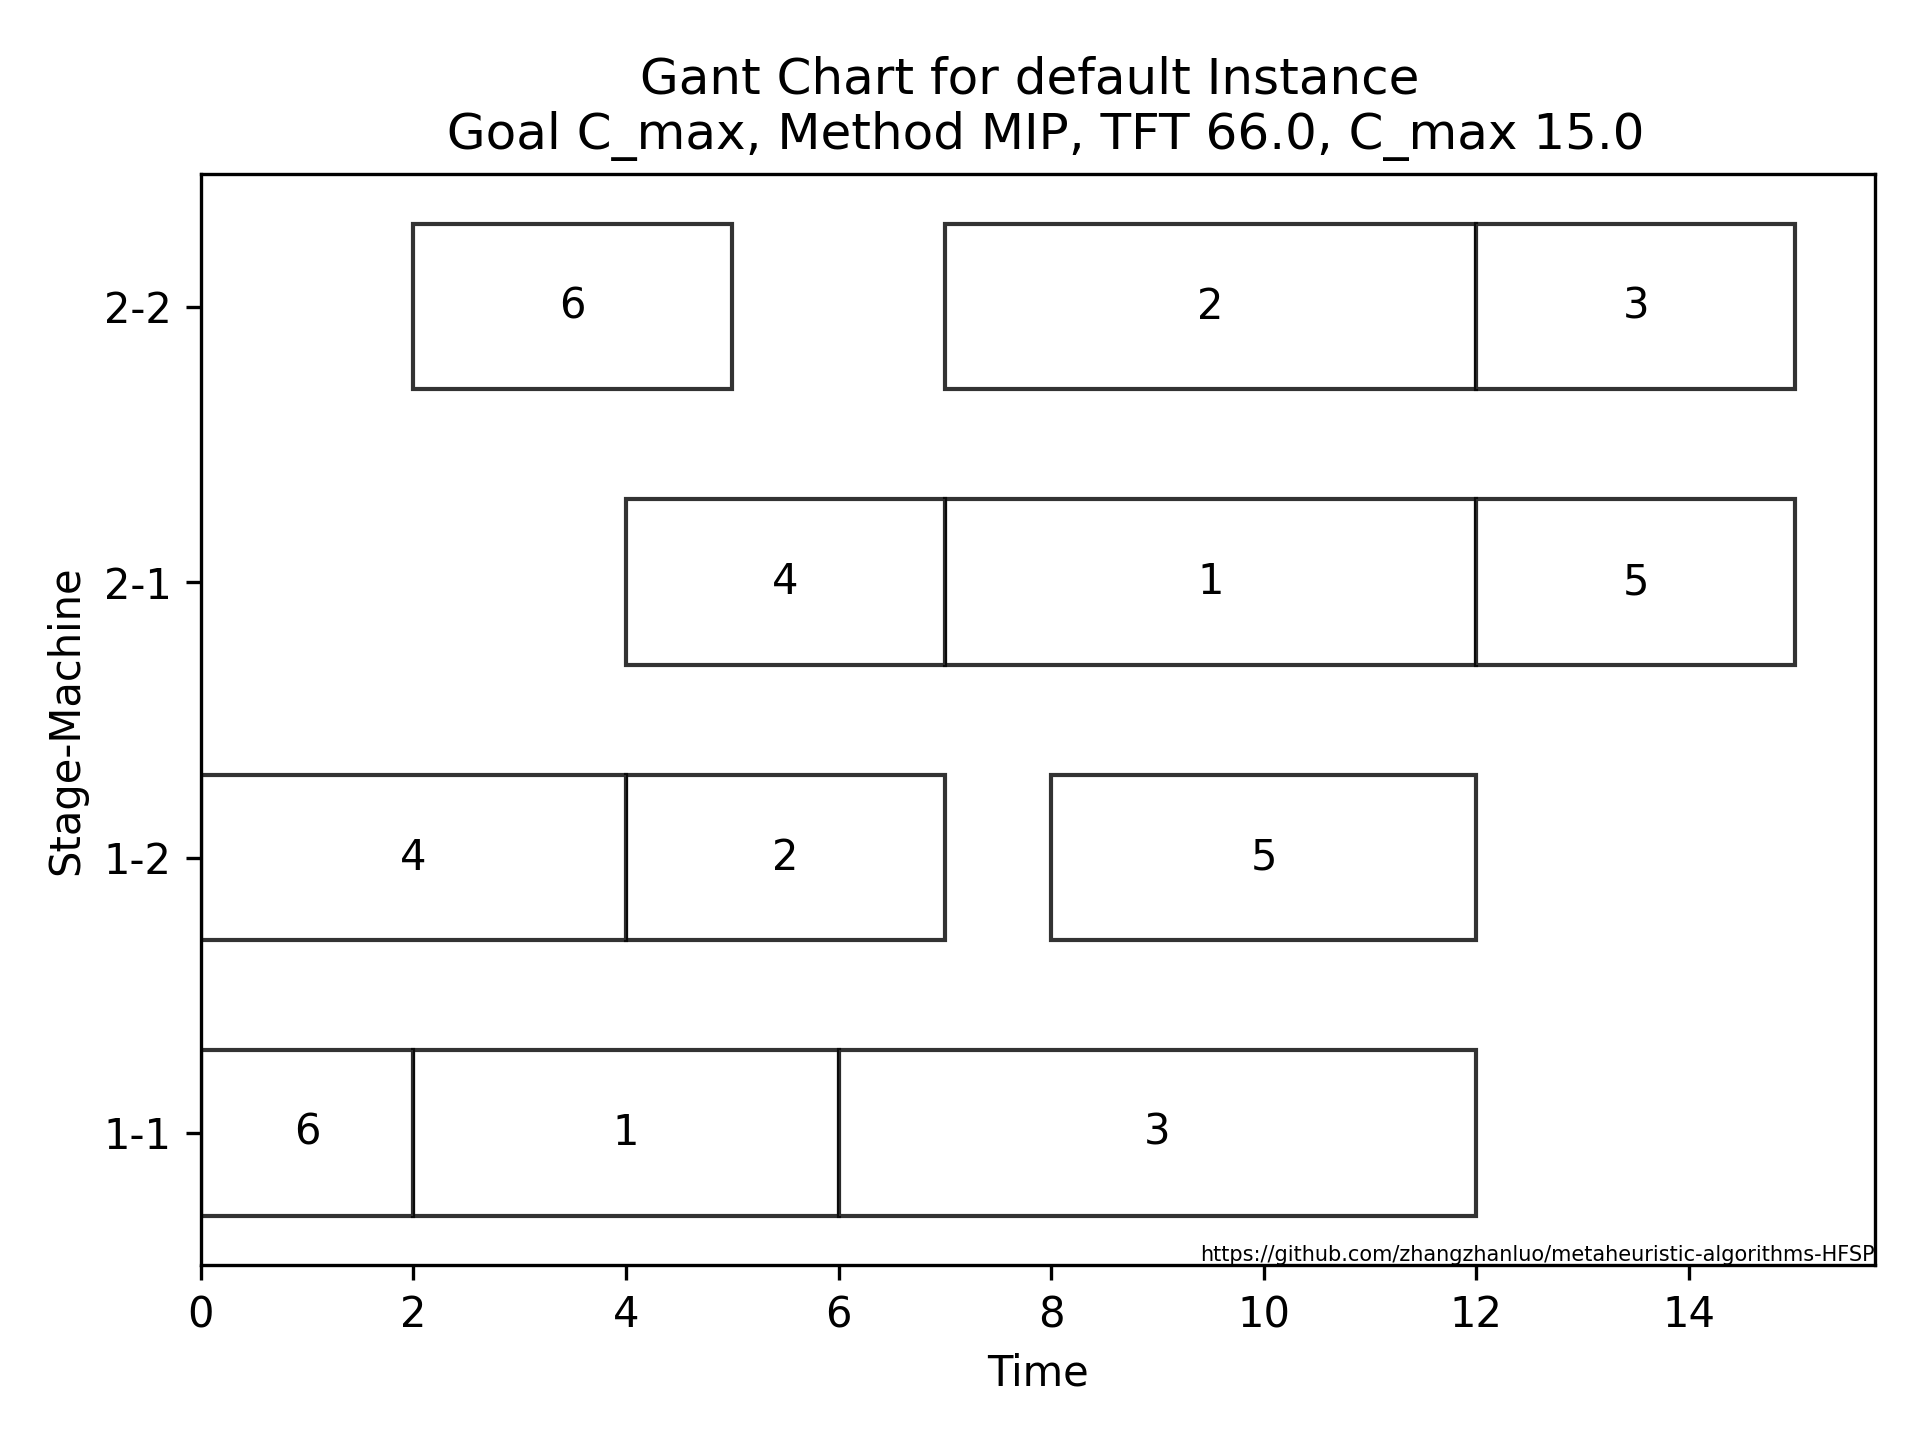 Gant Chart for default Instance
Goal C_max, Method MIP, TFT 66.0, C_max 15.0
Stage-Machine
2-2
6
2
3
2-1
4
1
5
1-2
4
2
5
1-1
6
1
3
https://github.com/zhangzhanluo/metaheuristic-algorithms-HFSP
0 2 4 6 8 10 12 14
Time